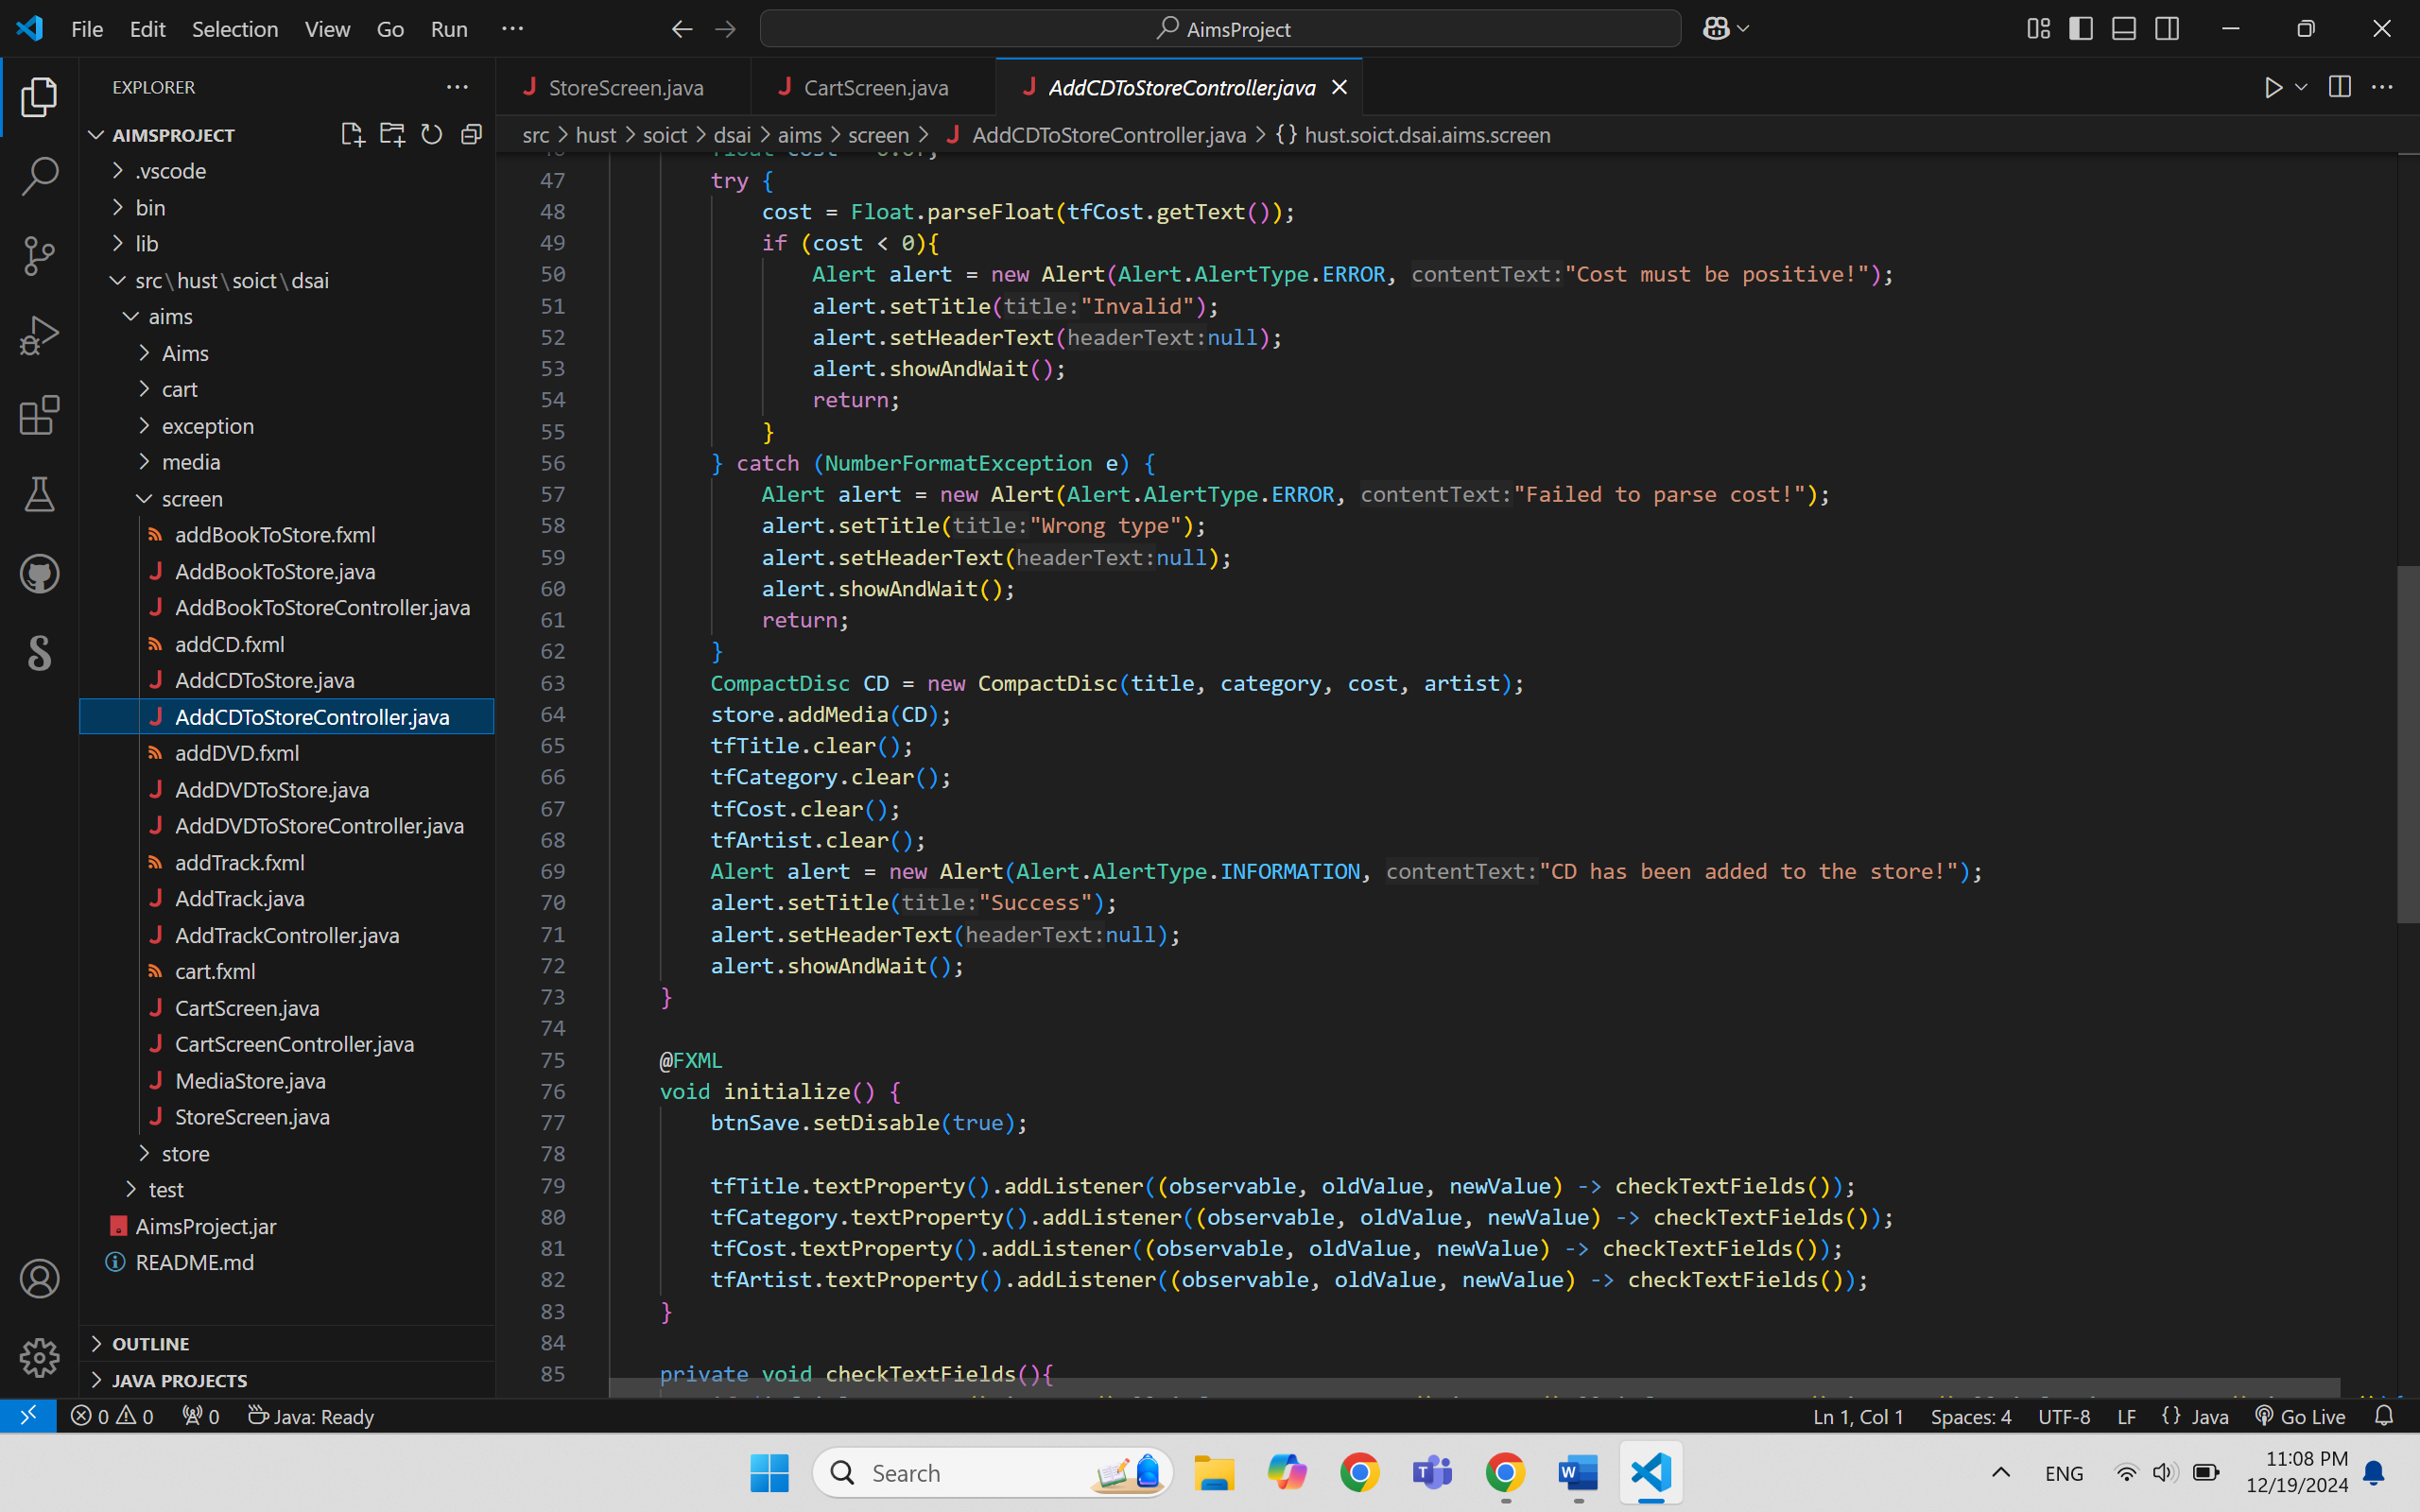 File Edit Selection View Go Run ··· AimsProject
EXPLORER ···
AIMSPROJECT
.vscode
bin
lib
src\hust\soict\dsai
aims
Aims
cart
exception
media
screen
addBookToStore.fxml
AddBookToStore.java
AddBookToStoreController.java
addCD.fxml
AddCDToStore.java
AddCDToStoreController.java
addDVD.fxml
AddDVDToStore.java
AddDVDToStoreController.java
addTrack.fxml
AddTrack.java
AddTrackController.java
cart.fxml
CartScreen.java
CartScreenController.java
MediaStore.java
StoreScreen.java
store
test
AimsProject.jar
README.md
OUTLINE
JAVA PROJECTS
StoreScreen.java CartScreen.java AddCDToStoreController.java
src > hust > soict > dsai > aims > screen > AddCDToStoreController.java > {} hust.soict.dsai.aims.screen
47 try {
48 cost = Float.parseFloat(tfCost.getText());
49 if (cost < 0){
50 Alert alert = new Alert(Alert.AlertType.ERROR, contentText:"Cost must be positive!");
51 alert.setTitle(title:"Invalid");
52 alert.setHeaderText(headerText:null);
53 alert.showAndWait();
54 return;
55 }
56 } catch (NumberFormatException e) {
57 Alert alert = new Alert(Alert.AlertType.ERROR, contentText:"Failed to parse cost!");
58 alert.setTitle(title:"Wrong type");
59 alert.setHeaderText(headerText:null);
60 alert.showAndWait();
61 return;
62 }
63 CompactDisc CD = new CompactDisc(title, category, cost, artist);
64 store.addMedia(CD);
65 tfTitle.clear();
66 tfCategory.clear();
67 tfCost.clear();
68 tfArtist.clear();
69 Alert alert = new Alert(Alert.AlertType.INFORMATION, contentText:"CD has been added to the store!");
70 alert.setTitle(title:"Success");
71 alert.setHeaderText(headerText:null);
72 alert.showAndWait();
73 }
74
75 @FXML
76 void initialize() {
77 btnSave.setDisable(true);
78
79 tfTitle.textProperty().addListener((observable, oldValue, newValue) -> checkTextFields());
80 tfCategory.textProperty().addListener((observable, oldValue, newValue) -> checkTextFields());
81 tfCost.textProperty().addListener((observable, oldValue, newValue) -> checkTextFields());
82 tfArtist.textProperty().addListener((observable, oldValue, newValue) -> checkTextFields());
83 }
84
85 private void checkTextFields(){
0 0 0 Java: Ready Ln 1, Col 1 Spaces: 4 UTF-8 LF {} Java Go Live
Search ENG 11:08 PM
12/19/2024